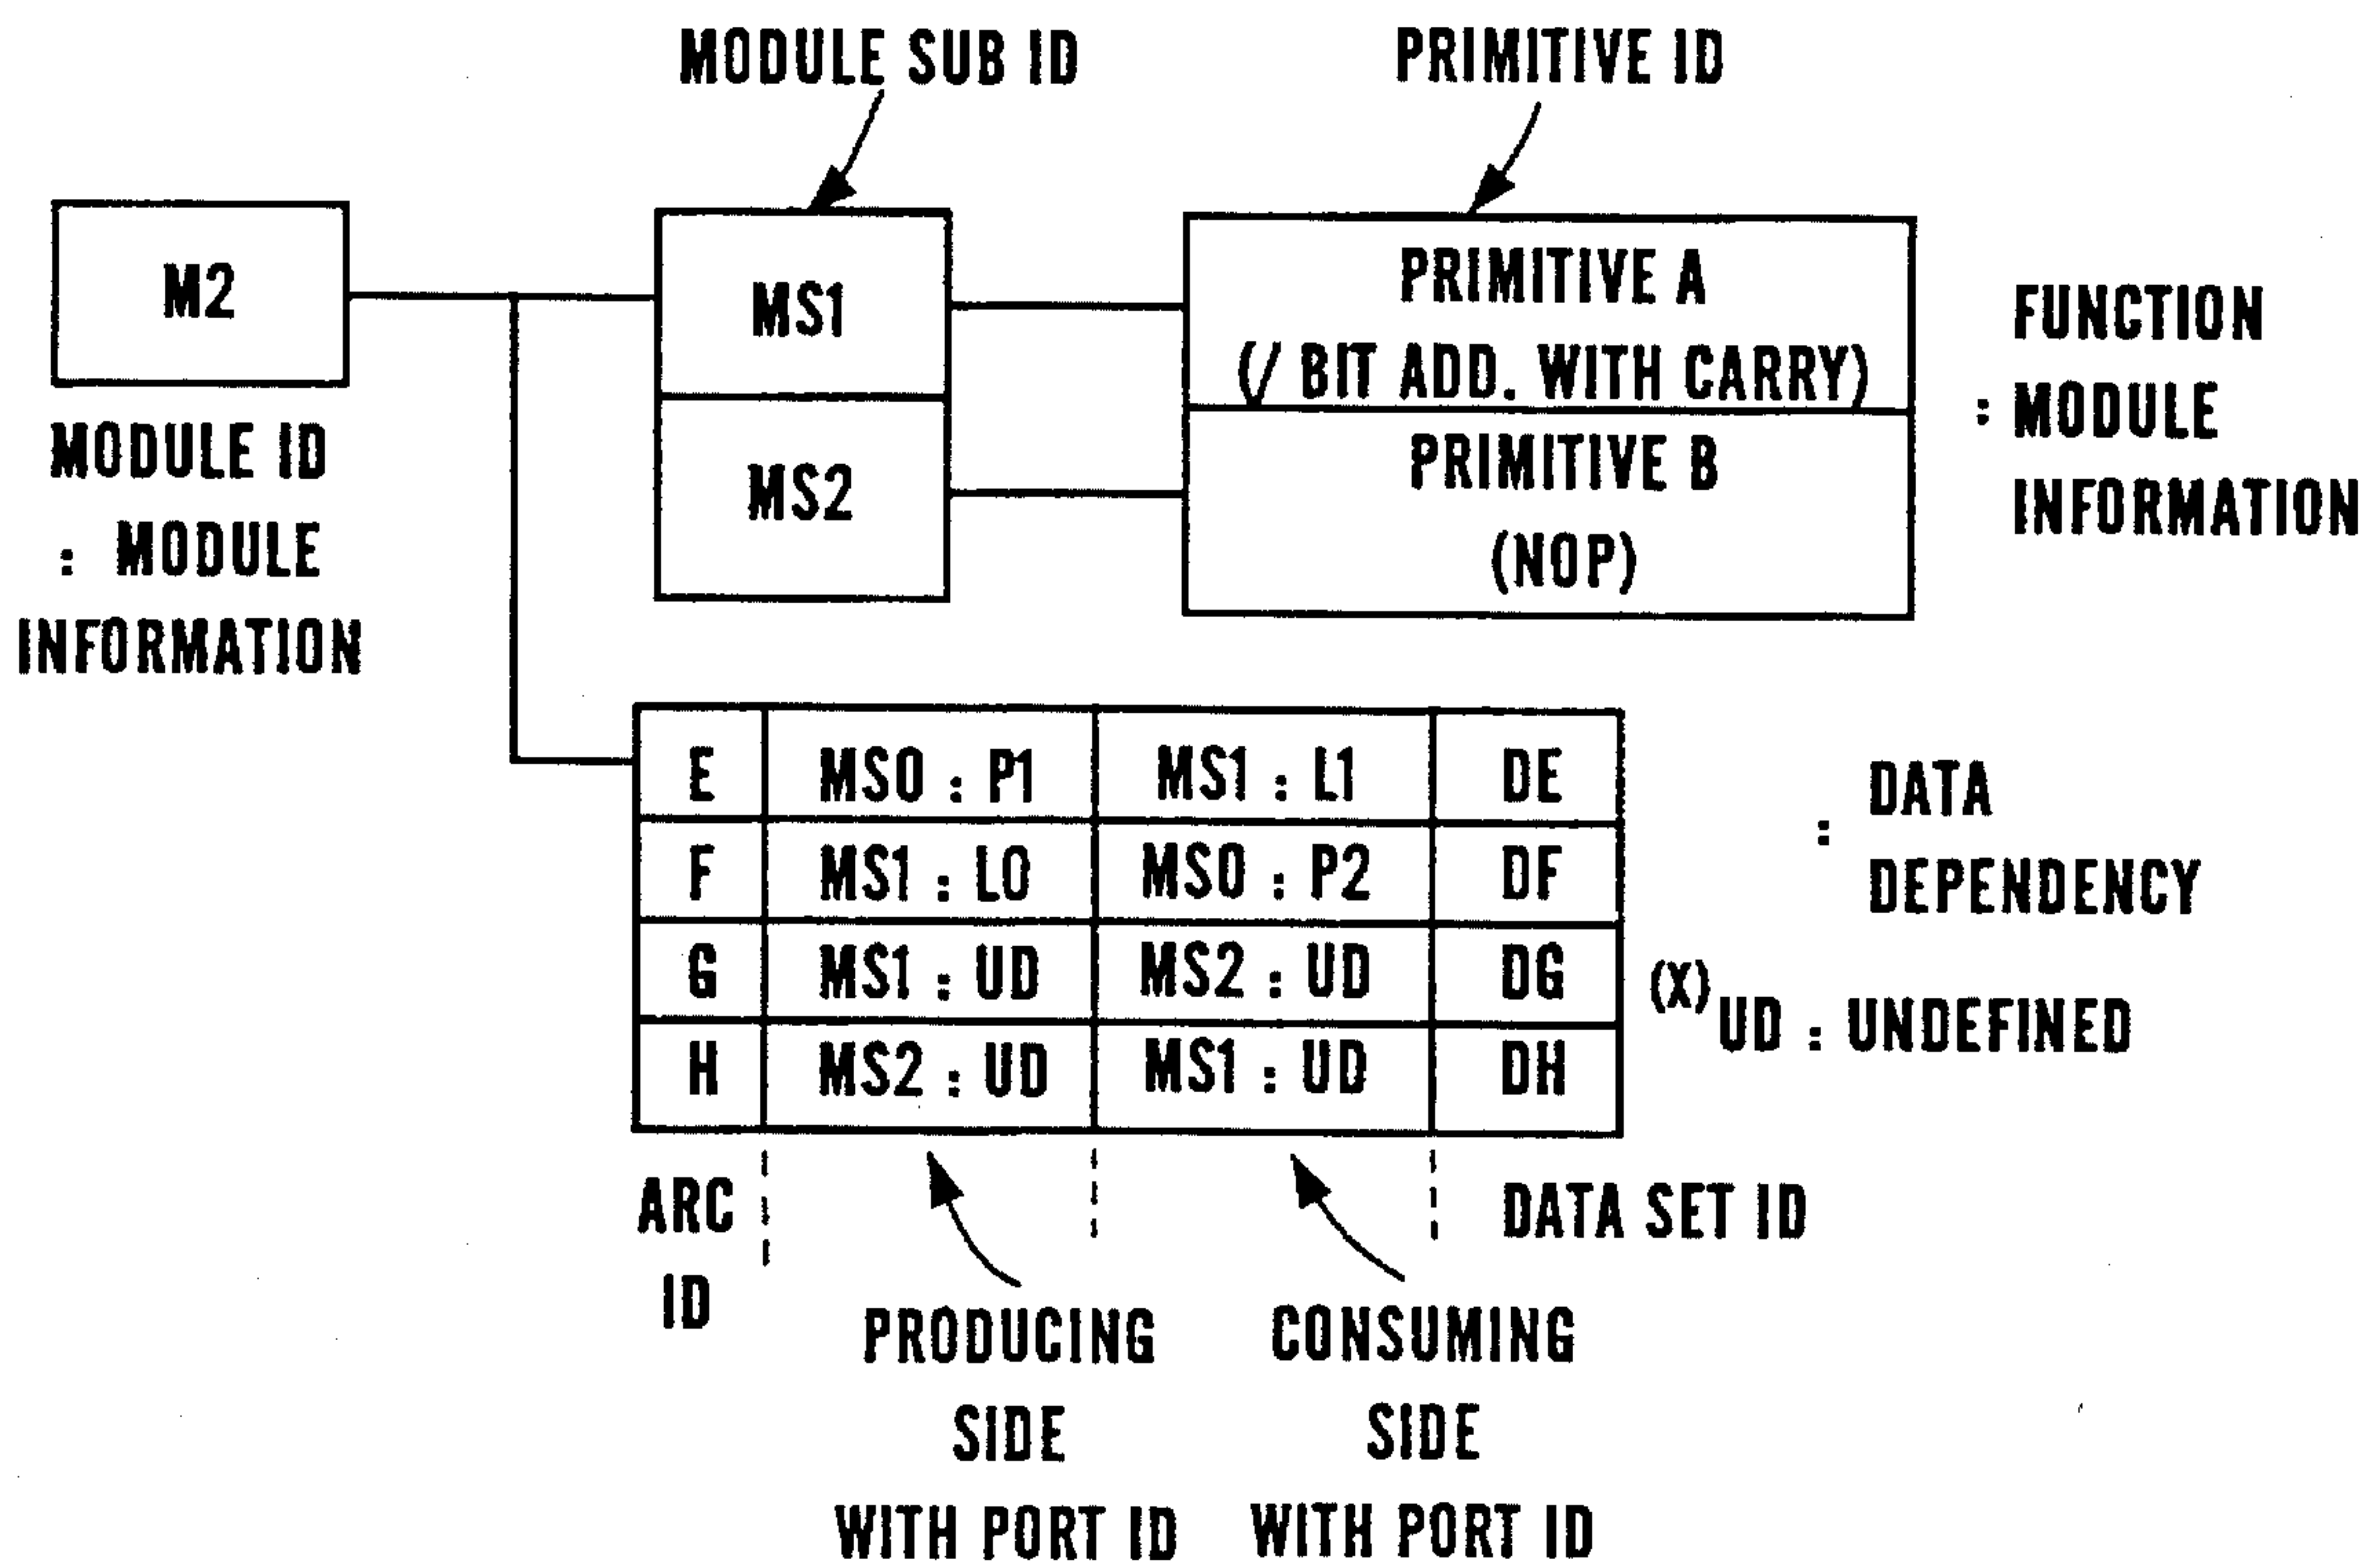 MODULE SUB ID
PRIMITIVE ID
M2
MODULE ID
: MODULE
INFORMATION
MS1
MS2
PRIMITIVE A
(/ BIT ADD. WITH CARRY)
PRIMITIVE B
(NOP)
FUNCTION
: MODULE
INFORMATION
E MS0 : P1 MS1 : L1 DE
F MS1 : L0 MS0 : P2 DF
G MS1 : UD MS2 : UD DG
H MS2 : UD MS1 : UD DH
: DATA
DEPENDENCY
(X) UD : UNDEFINED
ARC
ID
PRODUCING
SIDE
WITH PORT ID
CONSUMING
SIDE
WITH PORT ID
DATA SET ID